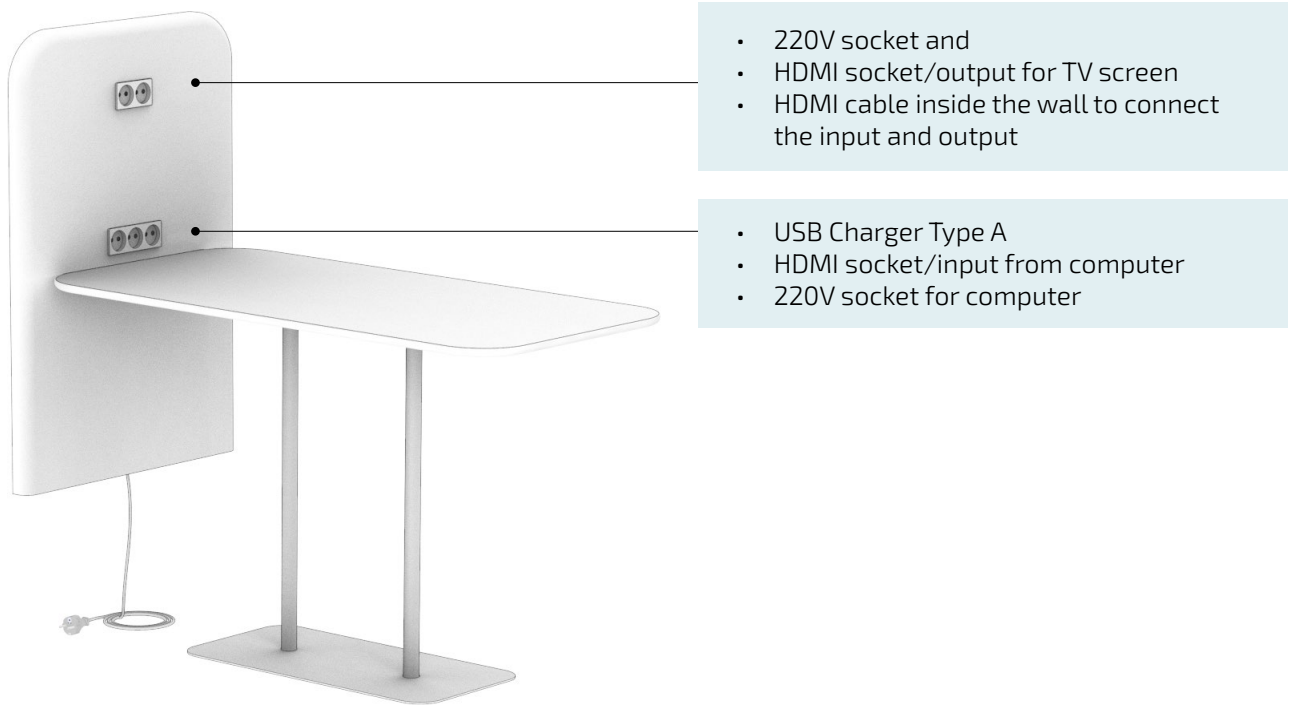 • 220V socket and
• HDMI socket/output for TV screen
• HDMI cable inside the wall to connect
the input and output
• USB Charger Type A
• HDMI socket/input from computer
• 220V socket for computer